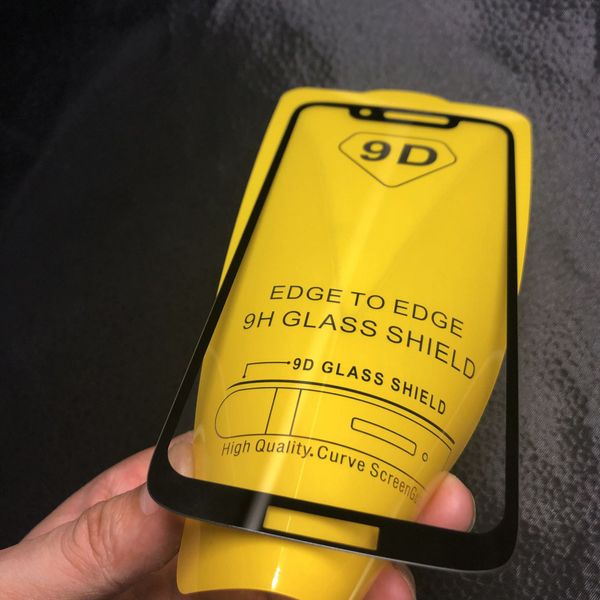 9D
EDGE TO EDGE
9H GLASS SHIELD
9D GLASS SHIELD
High Quality.Curve Screen